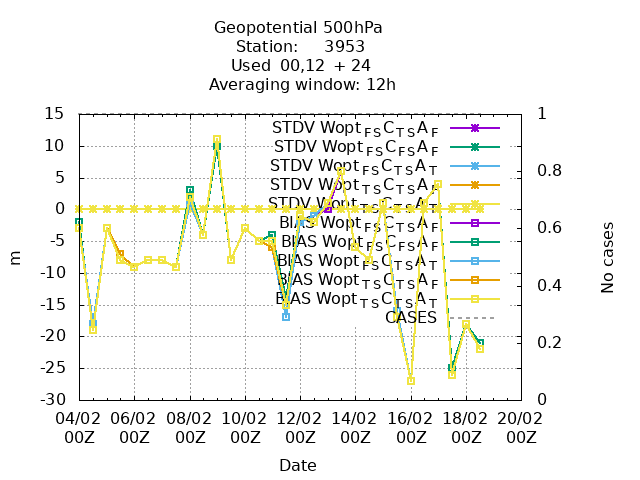 Geopotential 500hPa
Station: 3953
Used 00,12 + 24
Averaging window: 12h
15 1
STDV Wopt FS C TS A F
10
STDV Wopt FS C FS A F
STDV Wopt FS C TS A T
5 0.8
STDV Wopt TS C TS A F
STDV Wopt TS C TS A T
0
BIAS Wopt FS C TS A F
0.6
BIAS Wopt FS C FS A F
-5
BIAS Wopt FS C TS A T
-10
BIAS Wopt TS C TS A F
0.4
BIAS Wopt TS C TS A T
-15
CASES
-20
0.2
-25
-30 0
m
No cases
04/02 06/02 08/02 10/02 12/02 14/02 16/02 18/02 20/02
00Z 00Z 00Z 00Z 00Z 00Z 00Z 00Z 00Z
Date